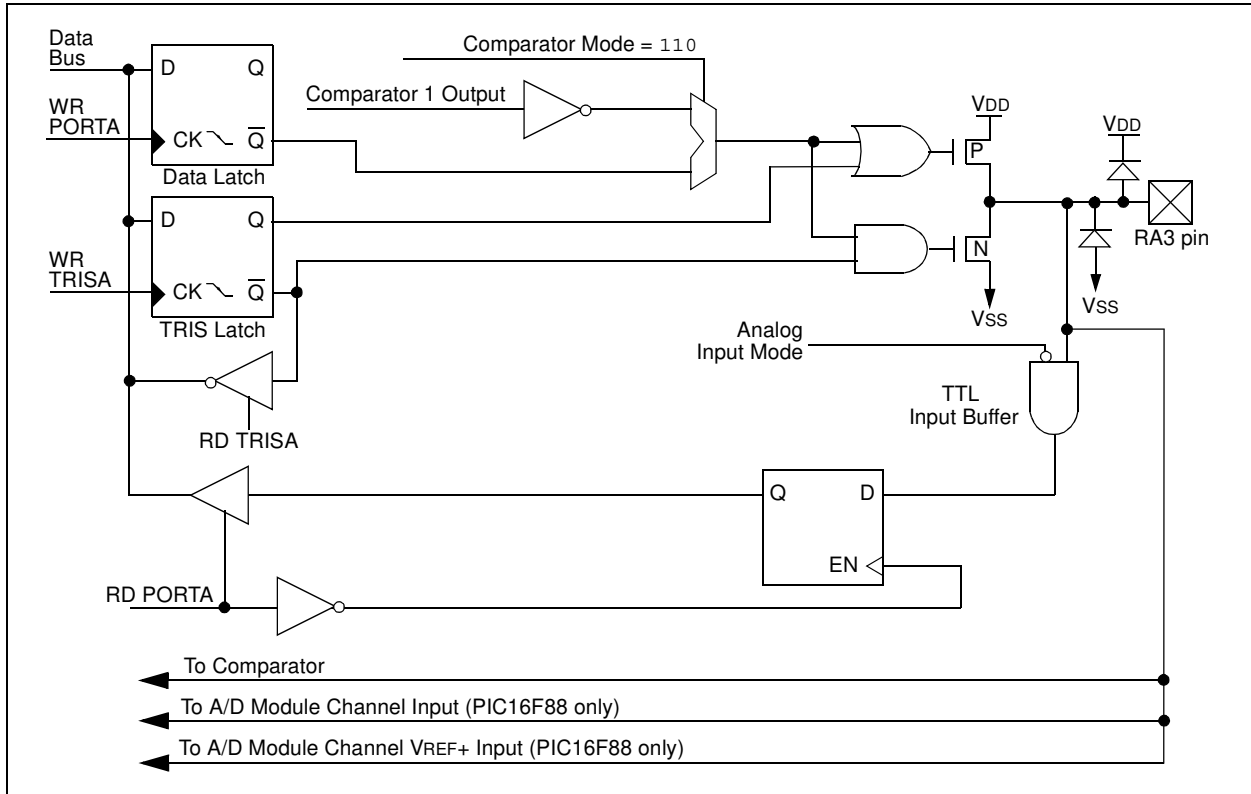 Data
Bus
D Q
WR
PORTA
CK Q
Data Latch
Comparator Mode = 110
Comparator 1 Output
VDD
P
VDD
RA3 pin
D Q
WR
TRISA
CK Q
TRIS Latch
N
VSS
VSS
Analog
Input Mode
TTL
Input Buffer
RD TRISA
Q D
EN
RD PORTA
To Comparator
To A/D Module Channel Input (PIC16F88 only)
To A/D Module Channel VREF+ Input (PIC16F88 only)